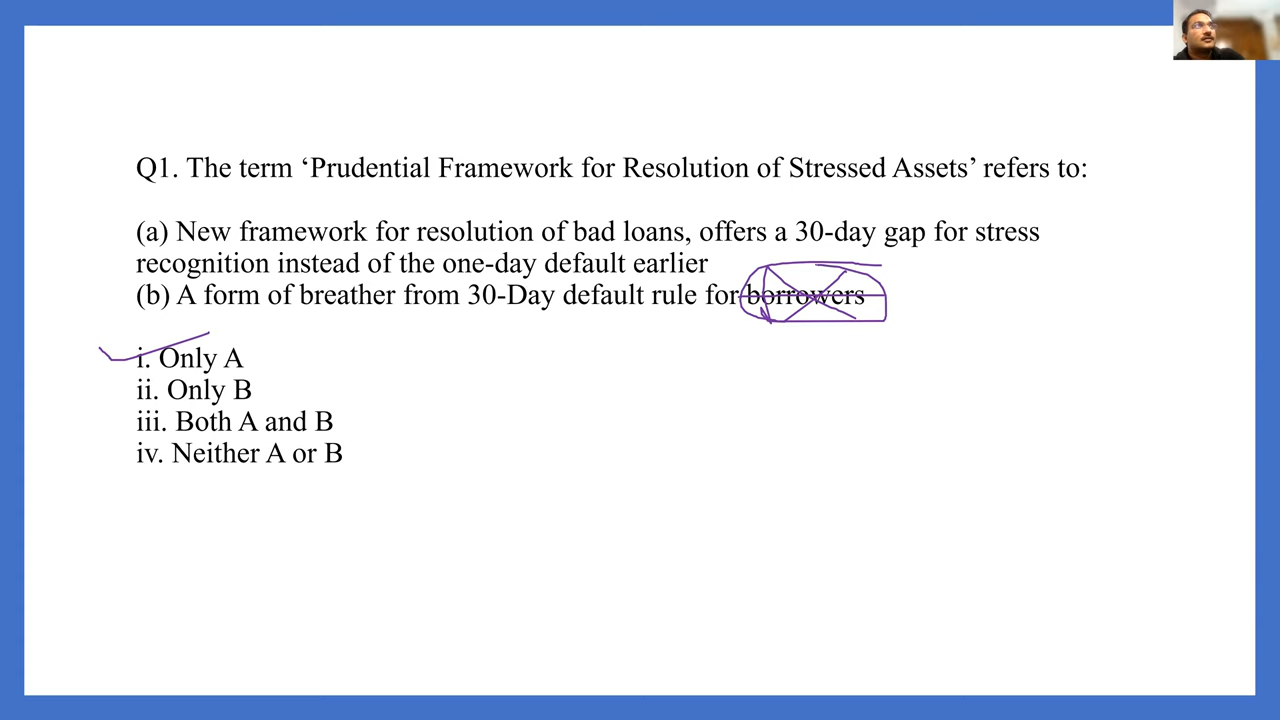 Q1. The term ‘Prudential Framework for Resolution of Stressed Assets’ refers to:
(a) New framework for resolution of bad loans, offers a 30-day gap for stress
recognition instead of the one-day default earlier
(b) A form of breather from 30-Day default rule for borrowers
i. Only A
ii. Only B
iii. Both A and B
iv. Neither A or B